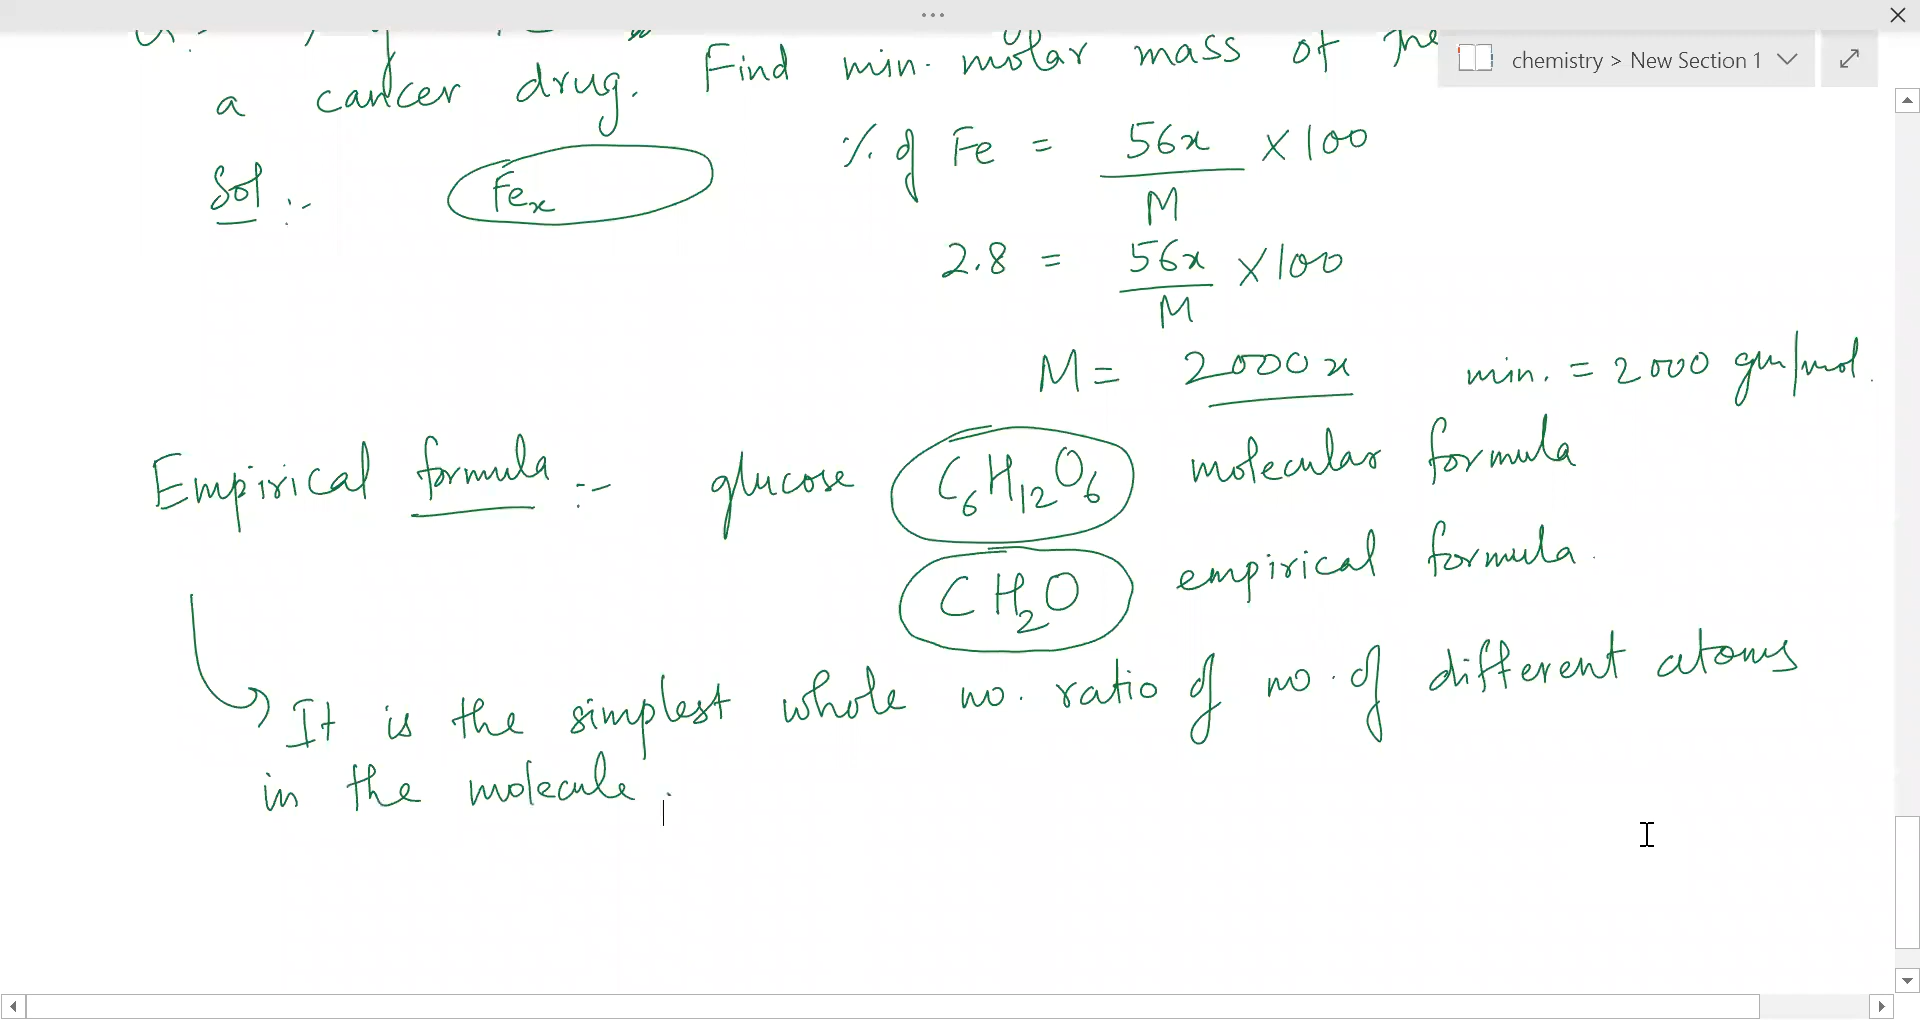 Find min. molar mass of the
chemistry > New Section 1
a cancer drug.
Sol :-
Feₓ
% of Fe = 56x / M × 100
2.8 = 56x / M × 100
M = 2000x min. = 2000 gm/mol.
Empirical formula :- glucose C₆H₁₂O₆ molecular formula
CH₂O empirical formula.
It is the simplest whole no. ratio of no. of different atoms
in the molecule.